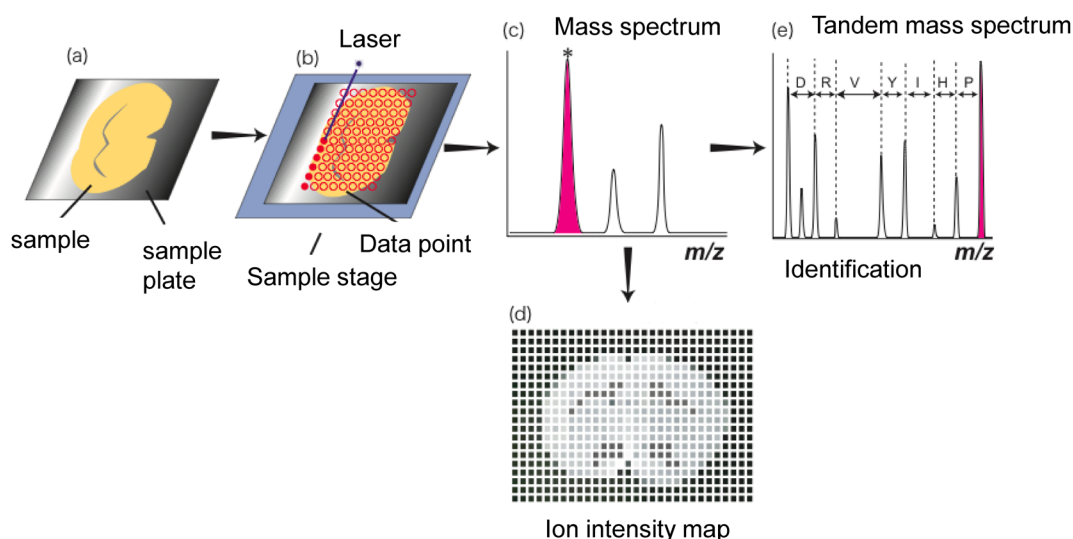 (a)
sample
sample
plate
(b)
Laser
Data point
Sample stage
(c)
Mass spectrum
*
m/z
(d)
Ion intensity map
(e)
Tandem mass spectrum
D R V Y I H P
m/z
Identification